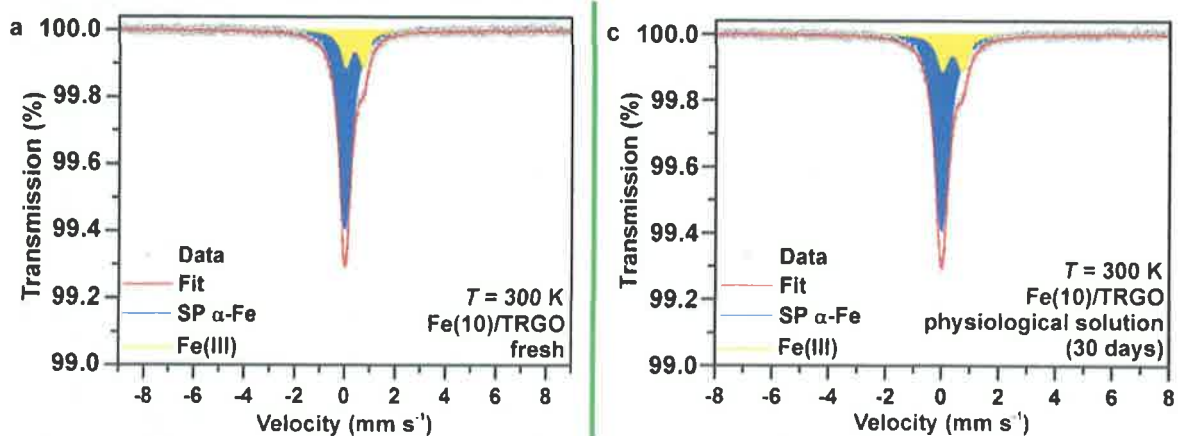 a
100.0
99.8
99.6
99.4
99.2
99.0
Transmission (%)
Data
Fit
SP α-Fe
Fe(III)
T = 300 K
Fe(10)/TRGO
fresh
-8 -6 -4 -2 0 2 4 6 8
Velocity (mm s⁻¹)
c
100.0
99.8
99.6
99.4
99.2
99.0
Transmission (%)
Data
Fit
SP α-Fe
Fe(III)
T = 300 K
Fe(10)/TRGO
physiological solution
(30 days)
-8 -6 -4 -2 0 2 4 6 8
Velocity (mm s⁻¹)